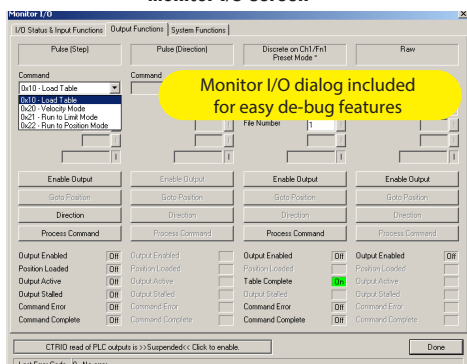 Monitor I/O Screen
Monitor I/O
I/O Status & Input Functions Output Functions System Functions
Pulse (Step) Pulse (Direction) Discrete on Ch1/Fn1 Preset Mode * Raw
Command Command
0x10 - Load Table
0x10 - Load Table
0x20 - Velocity Mode
0x21 - Run to Limit Mode
0x22 - Run to Position Mode
Monitor I/O dialog included
for easy de-bug features
File Number 1
Enable Output Enable Output Enable Output Enable Output
Goto Position Goto Position Goto Position Goto Position
Direction Direction Direction Direction
Process Command Process Command Process Command Process Command
Output Enabled Off Output Enabled Output Enabled Off Output Enabled Off
Position Loaded Off Position Loaded Position Loaded Position Loaded
Output Active Off Output Active Table Complete On Output Active
Output Stalled Off Output Stalled Output Stalled Output Stalled
Command Error Off Command Error Command Error Off Command Error
Command Complete Off Command Complete Command Complete Off Command Complete
CTRIO read of PLC outputs is >>Suspended<< Click to enable. Done